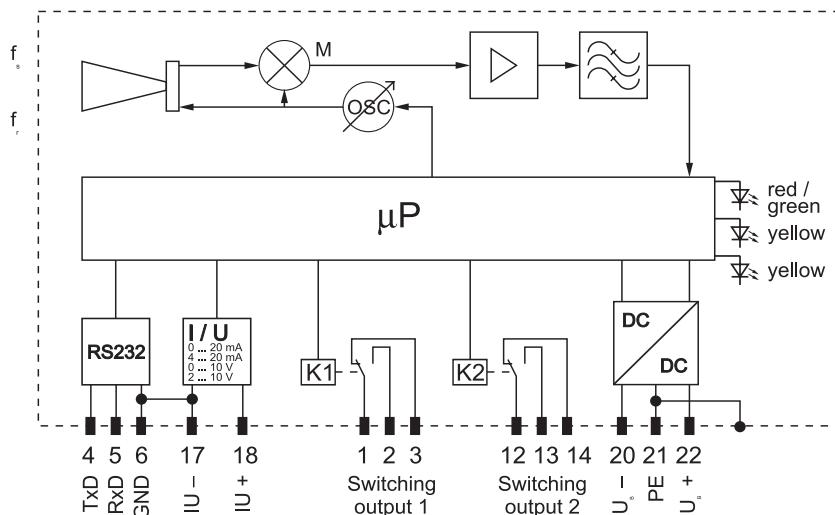 f s
M
OSC
f r
μP
red /
green
yellow
yellow
RS232
I / U
0 ... 20 mA
4 ... 20 mA
0 ... 10 V
2 ... 10 V
K1
K2
DC
DC
4 5 6 17 18 1 2 3 12 13 14 20 21 22
TxD
RxD
GND
IU –
IU +
Switching
output 1
Switching
output 2
U –
PE
U +